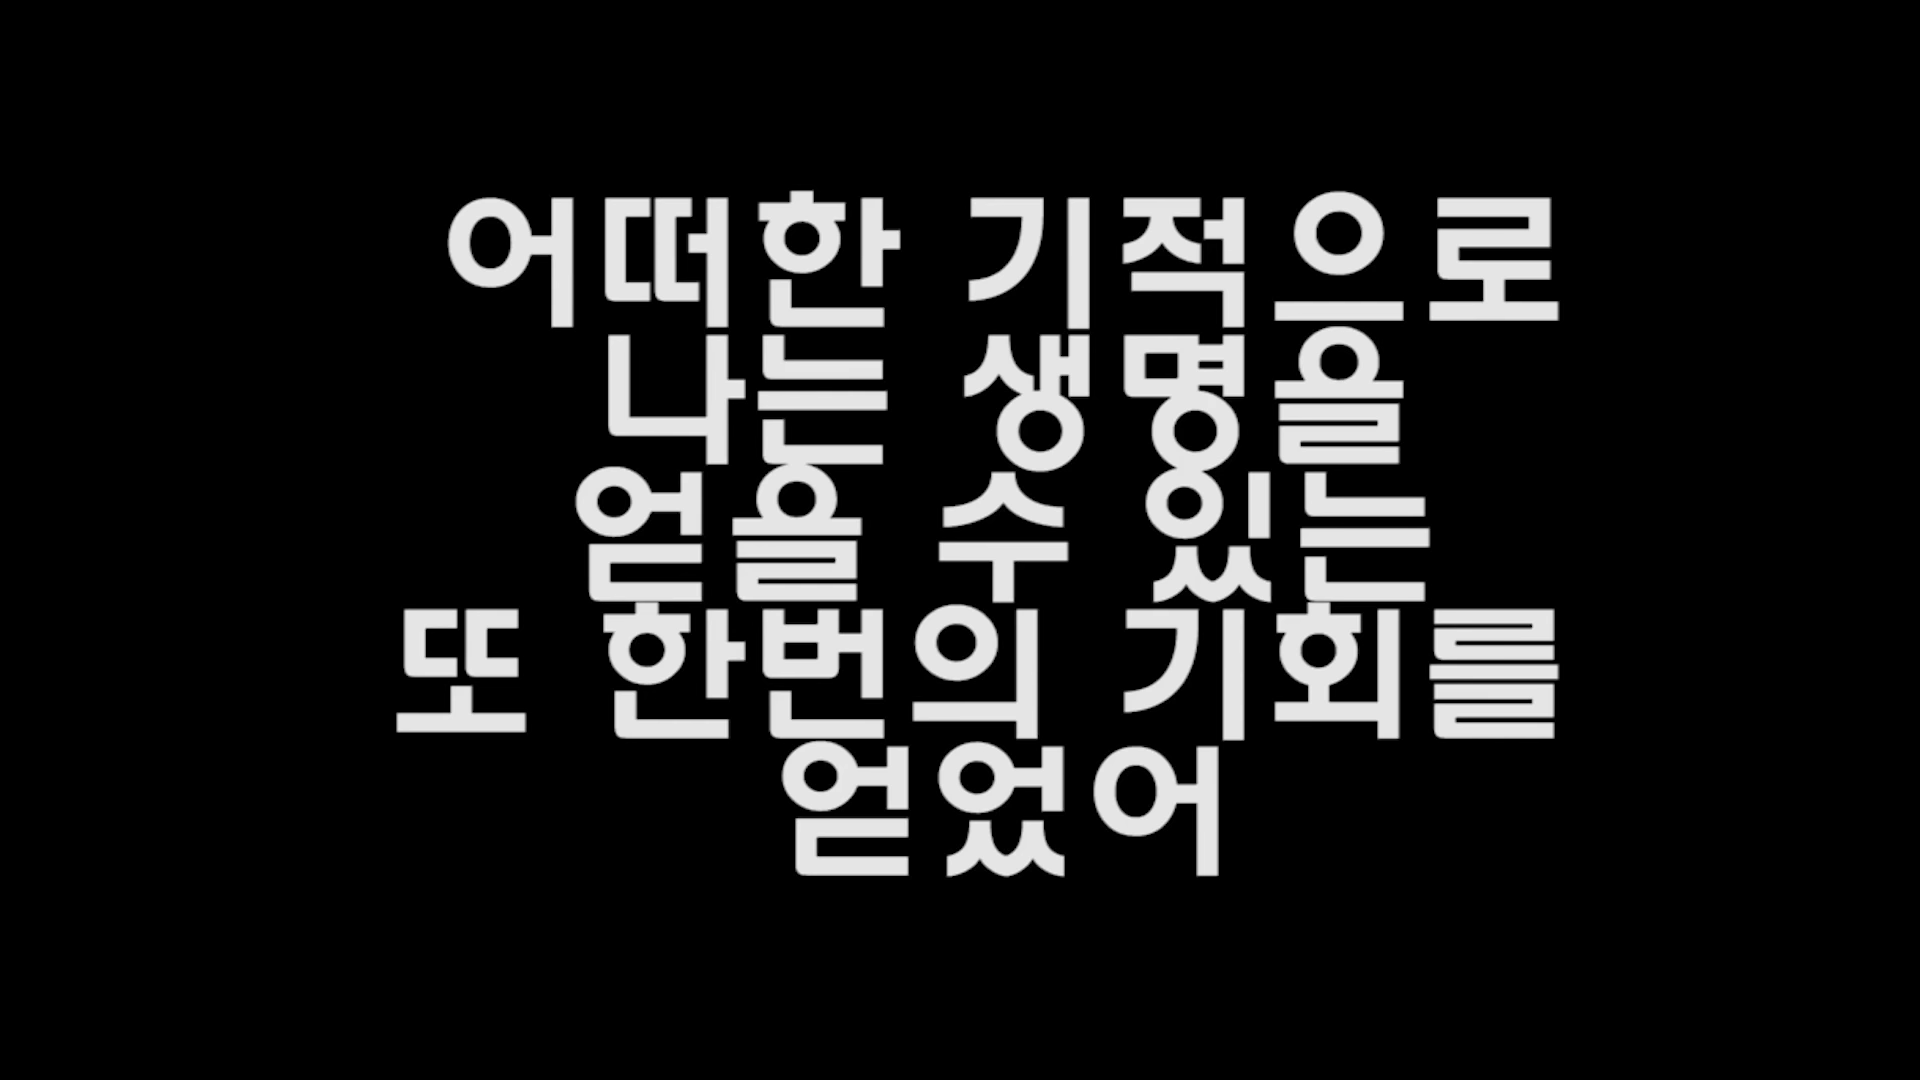 어떠한 기적으로
나는 생명을
얻을 수 있는
또 한번의 기회를
얻었어